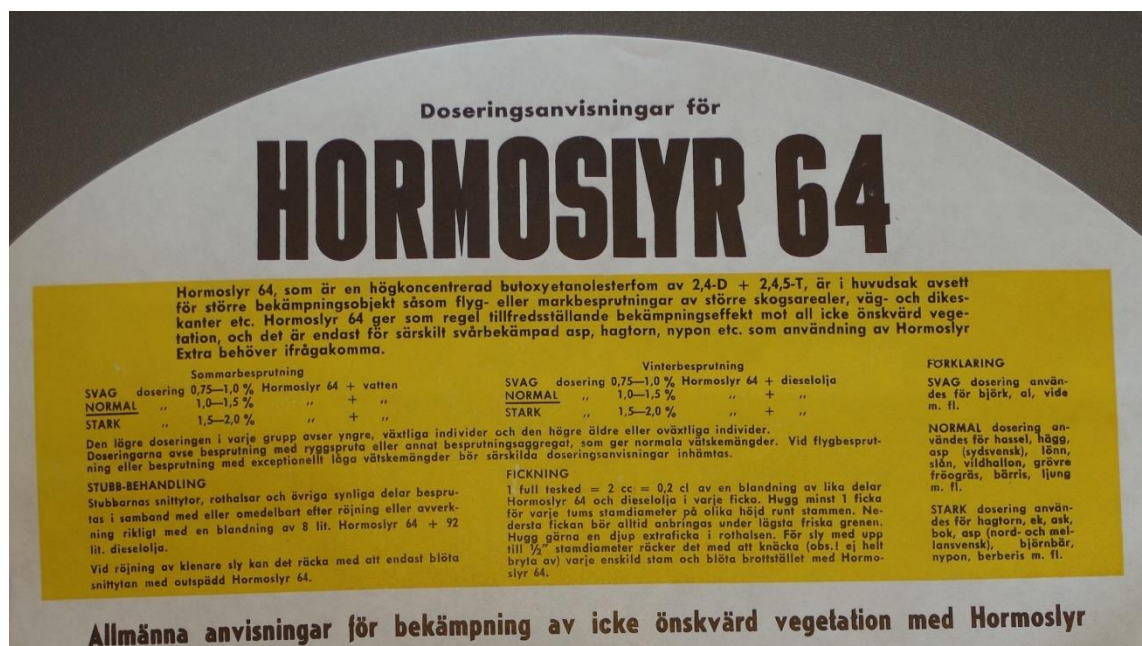 Doseringsanvisningar för
HORMOSLYR 64
Hormoslyr 64, som är en högkoncentrerad butoxyetanolesterfom av 2,4-D + 2,4,5-T, är i huvudsak avsett
för större bekämpningsobjekt såsom flyg- eller markbesprutningar av större skogsarealer, väg- och dikes-
kanter etc. Hormoslyr 64 ger som regel tillfredsställande bekämpningseffekt mot all icke önskvärd vege-
tation, och det är endast för särskilt svårbekämpad asp, hagtorn, nypon etc. som användning av Hormoslyr
Extra behöver ifrågakomma.
Sommarbesprutning
SVAG dosering 0,75—1,0 % Hormoslyr 64 + vatten
NORMAL „ 1,0—1,5 % „ + „
STARK „ 1,5—2,0 % „ + „
Vinterbesprutning
SVAG dosering 0,75—1,0 % Hormoslyr 64 + dieselolja
NORMAL „ 1,0—1,5 % „ + „
STARK „ 1,5—2,0 % „ + „
Den lägre doseringen i varje grupp avser yngre, växtliga individer och den högre äldre eller oväxtliga individer.
Doseringarna avse besprutning med ryggspruta eller annat besprutningsaggregat, som ger normala vätskemängder. Vid flygbesprut-
ning eller besprutning med exceptionellt låga vätskemängder bör särskilda doseringsanvisningar inhämtas.
STUBB-BEHANDLING
Stubbarnas snittytor, rothalsar och övriga synliga delar bespru-
tas i samband med eller omedelbart efter röjning eller avverk-
ning rikligt med en blandning av 8 lit. Hormoslyr 64 + 92
lit. dieselolja.
Vid röjning av klenare sly kan det räcka med att endast blöta
snittytan med outspädd Hormoslyr 64.
FICKNING
1 full tesked = 2 cc = 0,2 cl av en blandning av lika delar
Hormoslyr 64 och dieselolja i varje ficka. Hugg minst 1 ficka
för varje tums stamdiameter på olika höjd runt stammen. Ne-
dersta fickan bör alltid anbringas under lägsta friska grenen.
Hugg gärna en djup extraficka i rothalsen. För sly med upp
till ½" stamdiameter räcker det med att knäcka (obs.! ej helt
bryta av) varje enskild stam och blöta brottstället med Hormo-
slyr 64.
FÖRKLARING
SVAG dosering använ-
des för björk, al, vide
m. fl.
NORMAL dosering an-
vändes för hassel, hägg,
asp (sydsvensk), lönn,
slån, vildhallon, grövre
fröogräs, bärris, ljung
m. fl.
STARK dosering använ-
des för hagtorn, ek, ask,
bok, asp (nord- och mel-
lansvensk), björnbär,
nypon, berberis m. fl.
Allmänna anvisningar för bekämpning av icke önskvärd vegetation med Hormoslyr